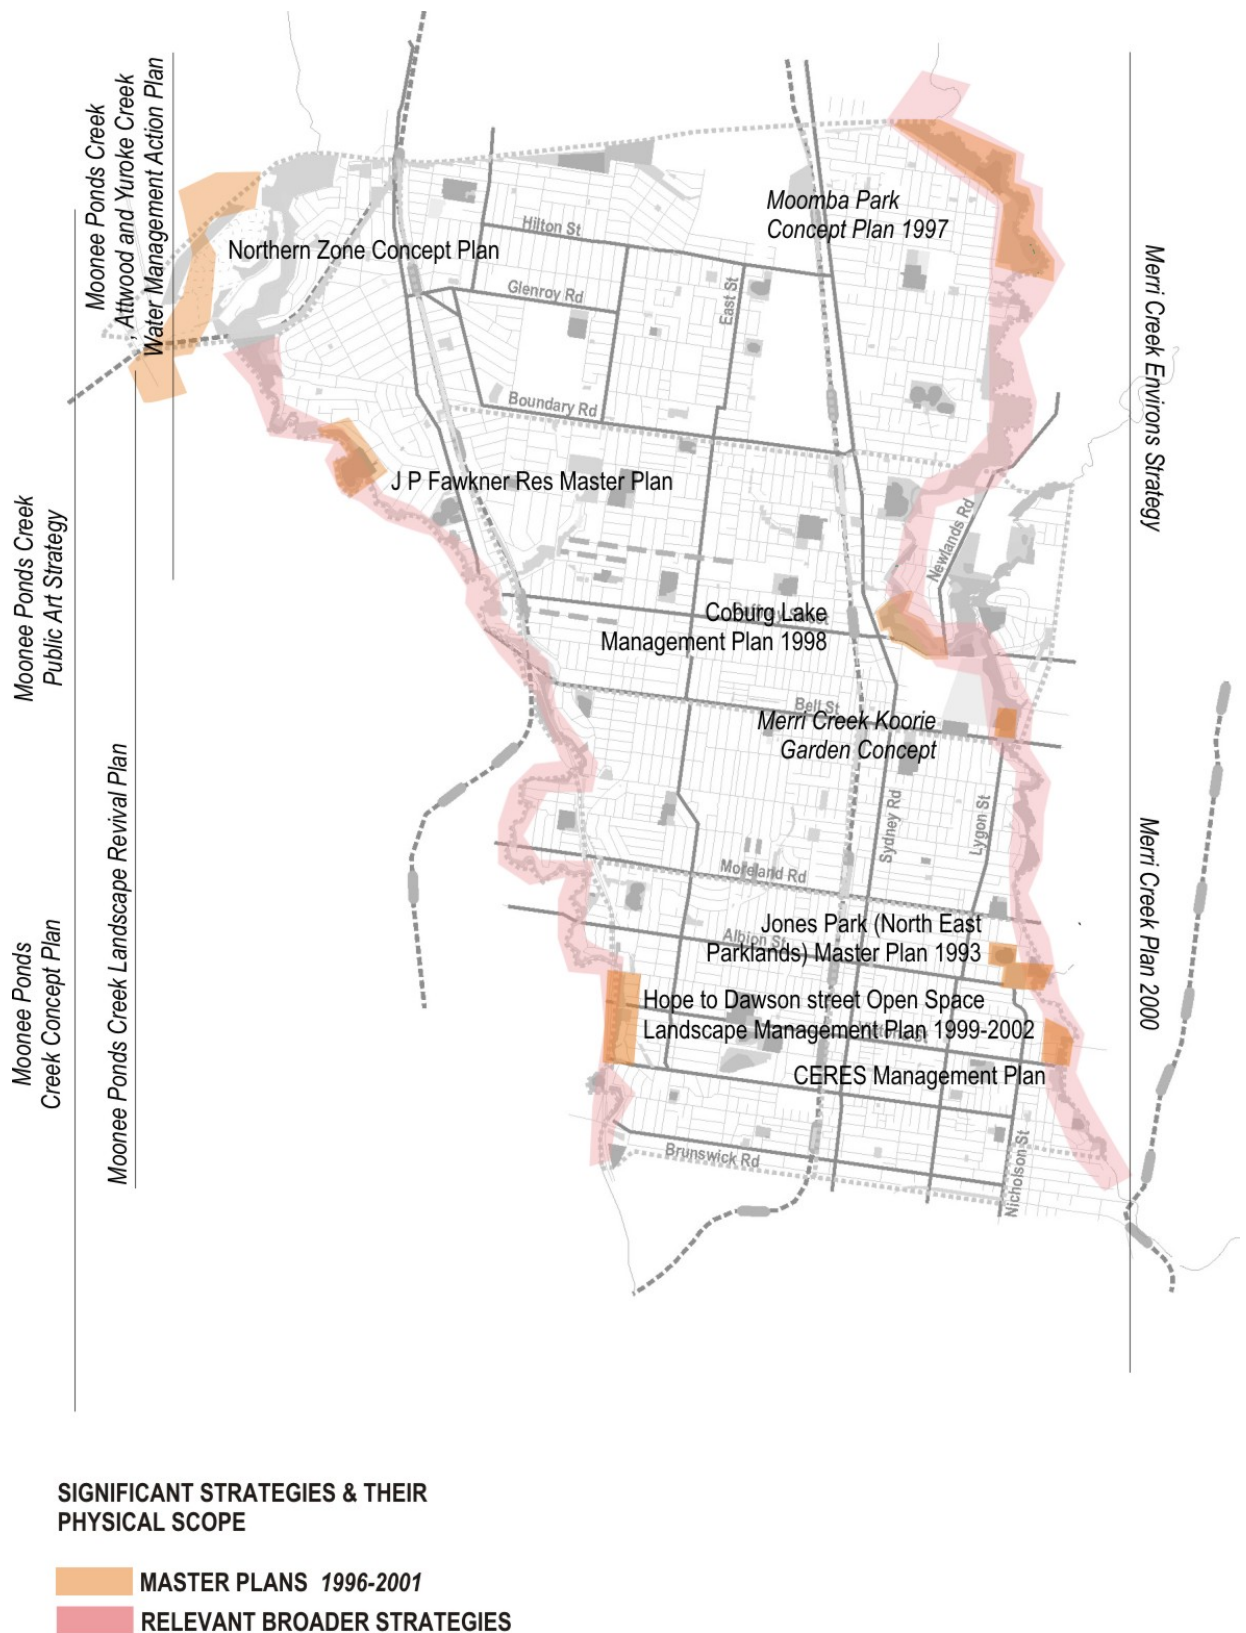 Moonee Ponds Creek
, Attwood and Yuroke Creek
Water Management Action Plan
Northern Zone Concept Plan
Hilton St
Glenroy Rd
East St
Moomba Park
Concept Plan 1997
Merri Creek Environs Strategy
Boundary Rd
J P Fawkner Res Master Plan
Newlands Rd
Moonee Ponds Creek
Public Art Strategy
Coburg Lake
Management Plan 1998
Bell St
Merri Creek Koorie
Garden Concept
Sydney Rd
Lygon St
Moonee Ponds Creek Landscape Revival Plan
Merri Creek Plan 2000
Moreland Rd
Jones Park (North East
Albion St
Parklands) Master Plan 1993
Moonee Ponds
Creek Concept Plan
Hope to Dawson street Open Space
Landscape Management Plan 1999-2002
CERES Management Plan
Brunswick Rd
Nicholson St
SIGNIFICANT STRATEGIES & THEIR
PHYSICAL SCOPE
MASTER PLANS 1996-2001
RELEVANT BROADER STRATEGIES